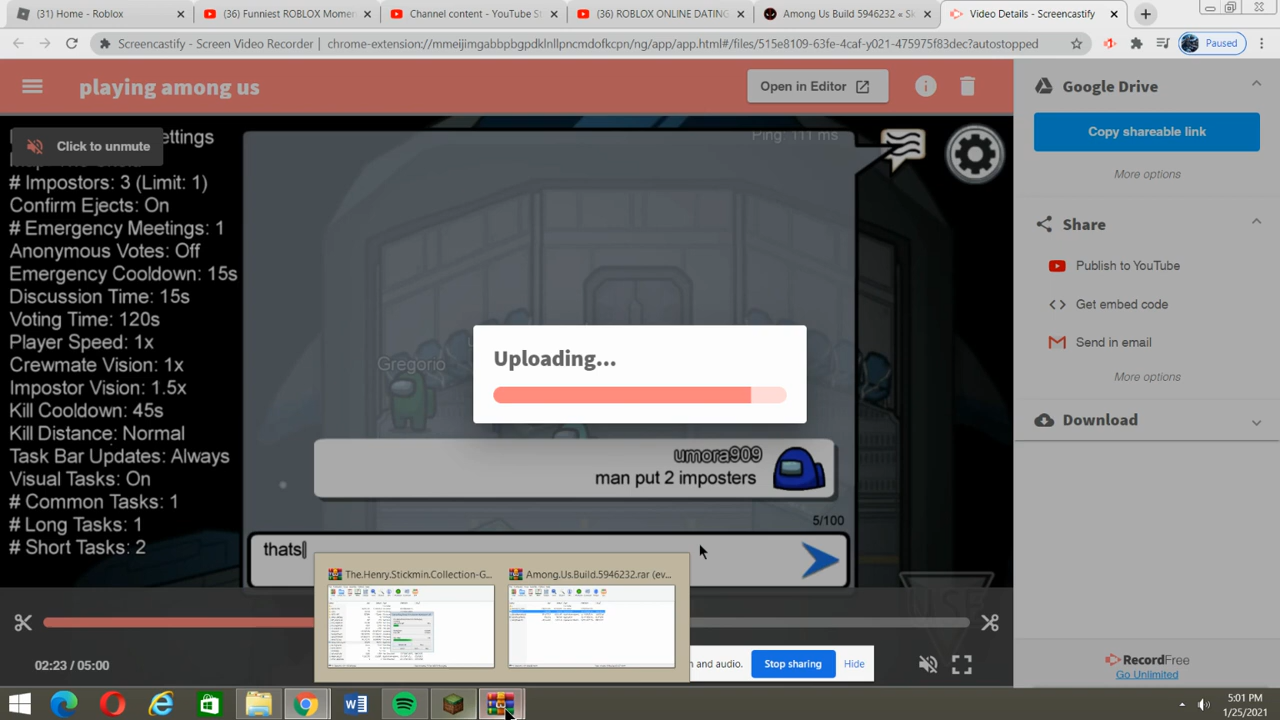 (31) Home - Roblox
(36) Funniest ROBLOX Momen
Channel content - YouTube St
(36) ROBLOX ONLINE DATING
Among Us Build 5946232 « Sk
Video Details - Screencastify
Screencastify - Screen Video Recorder | chrome-extension://mmeijimgabbpbgpdklnllpncmdofkcpn/ng/app/app.html#/files/515e8109-63fe-4caf-y021-475975f83dec?autostopped
Paused
playing among us
Open in Editor
Google Drive
Copy shareable link
More options
Share
Publish to YouTube
Get embed code
Send in email
More options
Download
RecordFree
Go Unlimited
ettings
Click to unmute
Ping: 111 ms
# Impostors: 3 (Limit: 1)
Confirm Ejects: On
# Emergency Meetings: 1
Anonymous Votes: Off
Emergency Cooldown: 15s
Discussion Time: 15s
Voting Time: 120s
Player Speed: 1x
Crewmate Vision: 1x
Impostor Vision: 1.5x
Kill Cooldown: 45s
Kill Distance: Normal
Task Bar Updates: Always
Visual Tasks: On
# Common Tasks: 1
# Long Tasks: 1
# Short Tasks: 2
Gregorio
Uploading...
umora909
man put 2 imposters
5/100
thats
The.Henry.Stickmin.Collection-G...
Among.Us.Build.5946232.rar (ev...
02:23 / 05:00
n and audio.
Stop sharing
Hide
5:01 PM
1/25/2021